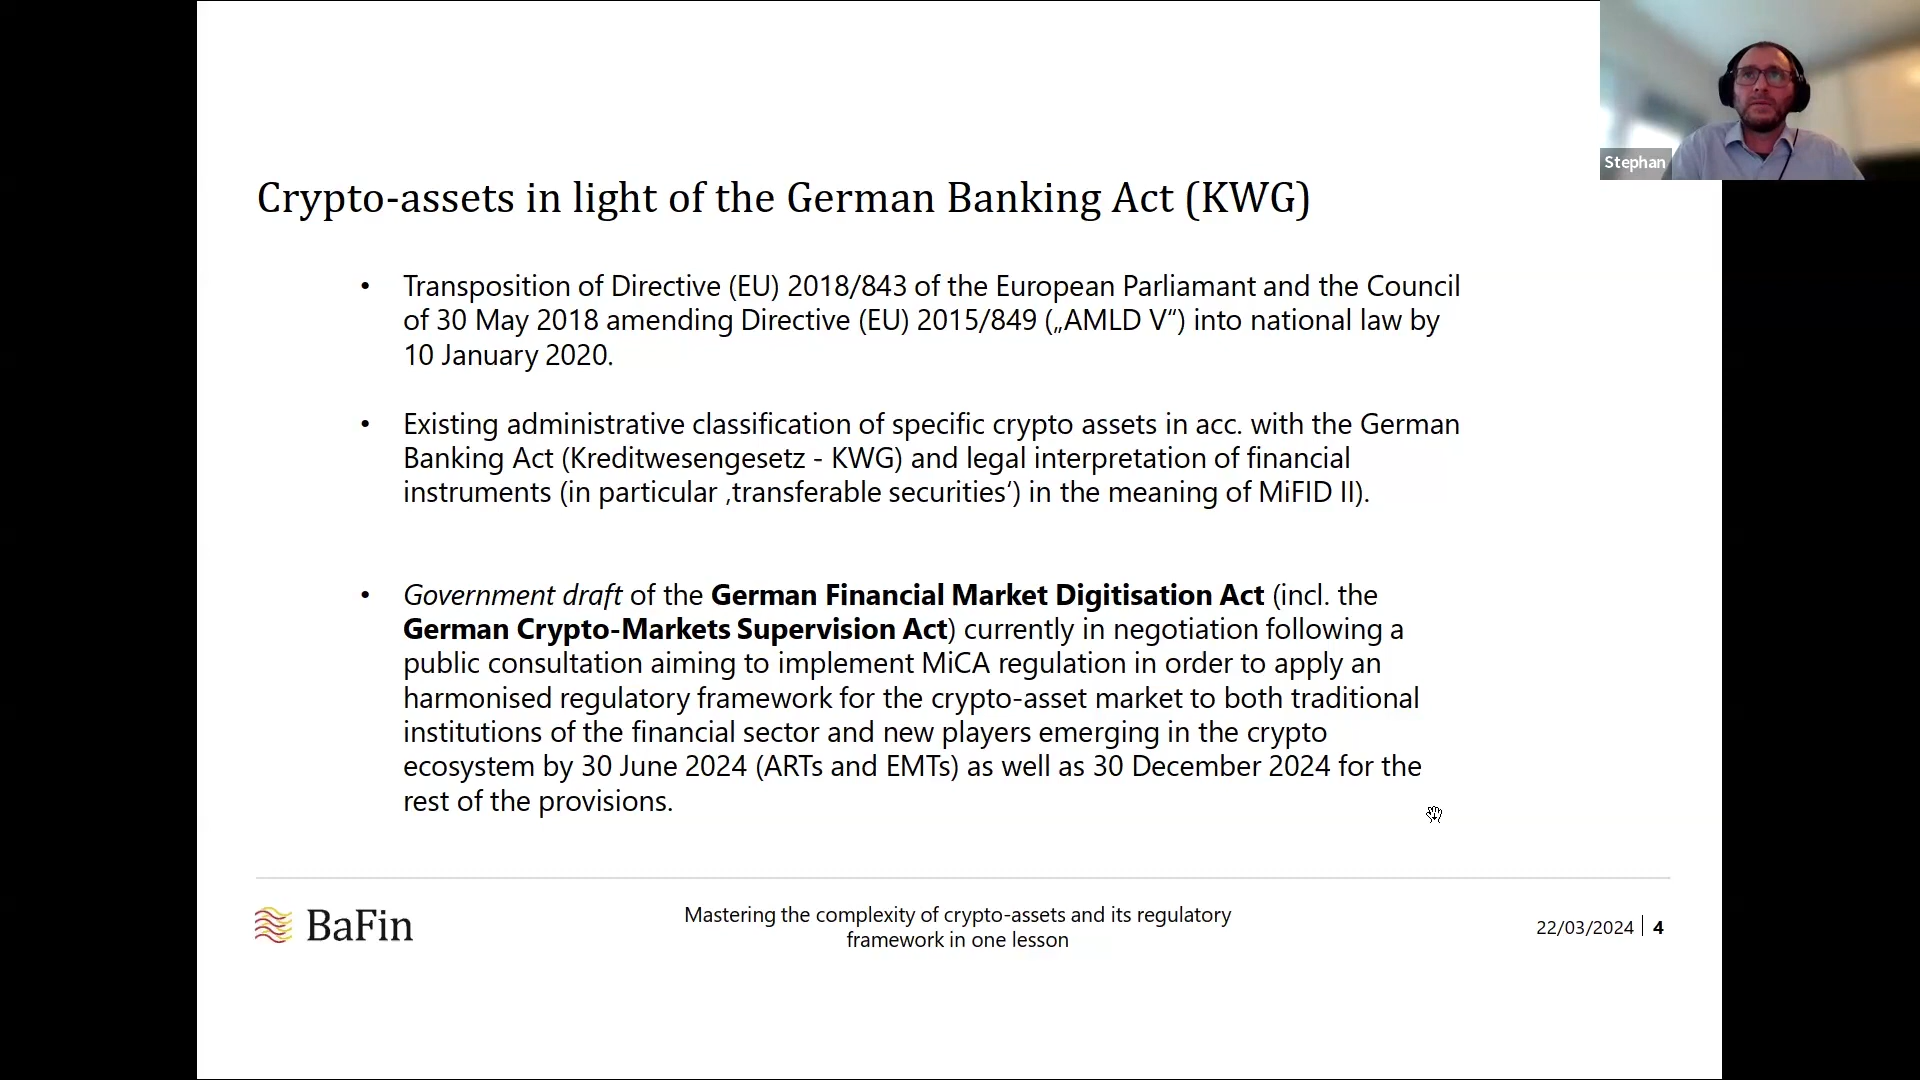 Stephan
Crypto-assets in light of the German Banking Act (KWG)
• Transposition of Directive (EU) 2018/843 of the European Parliamant and the Council
of 30 May 2018 amending Directive (EU) 2015/849 („AMLD V“) into national law by
10 January 2020.
• Existing administrative classification of specific crypto assets in acc. with the German
Banking Act (Kreditwesengesetz - KWG) and legal interpretation of financial
instruments (in particular ‚transferable securities‘) in the meaning of MiFID II).
• Government draft of the German Financial Market Digitisation Act (incl. the
German Crypto-Markets Supervision Act) currently in negotiation following a
public consultation aiming to implement MiCA regulation in order to apply an
harmonised regulatory framework for the crypto-asset market to both traditional
institutions of the financial sector and new players emerging in the crypto
ecosystem by 30 June 2024 (ARTs and EMTs) as well as 30 December 2024 for the
rest of the provisions.
BaFin
Mastering the complexity of crypto-assets and its regulatory
framework in one lesson
22/03/2024 | 4